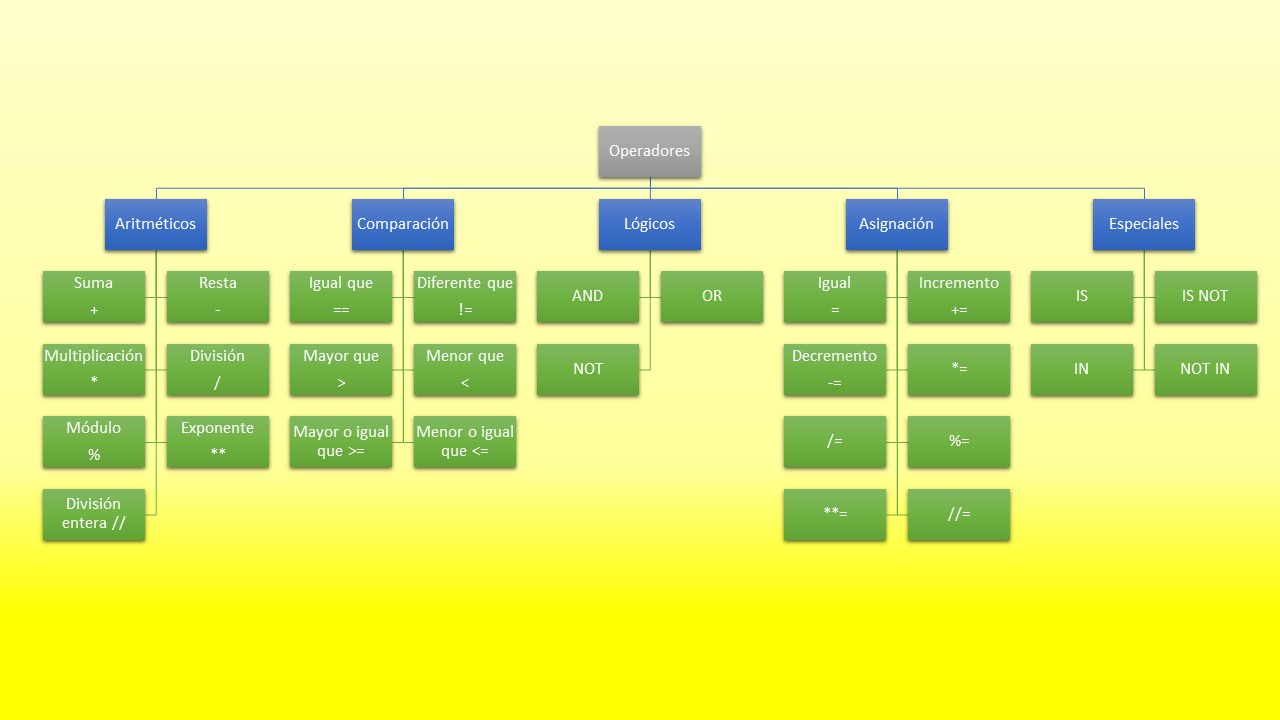 Operadores
Aritméticos
Comparación
Lógicos
Asignación
Especiales
Suma
+
Resta
-
Multiplicación
*
División
/
Módulo
%
Exponente
**
División
entera //
Igual que
==
Diferente que
!=
Mayor que
>
Menor que
<
Mayor o igual
que >=
Menor o igual
que <=
AND
OR
NOT
Igual
=
Incremento
+=
Decremento
-=
*=
/=
%=
**=
//=
IS
IS NOT
IN
NOT IN